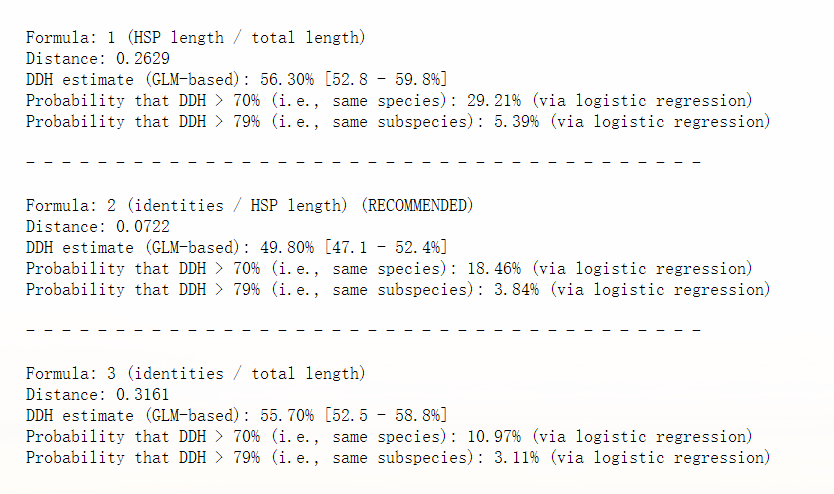 Formula: 1 (HSP length / total length)
Distance: 0.2629
DDH estimate (GLM-based): 56.30% [52.8 - 59.8%]
Probability that DDH > 70% (i.e., same species): 29.21% (via logistic regression)
Probability that DDH > 79% (i.e., same subspecies): 5.39% (via logistic regression)
- - - - - - - - - - - - - - - - - - - - - - - - - - - - - - - - - - - - - -
Formula: 2 (identities / HSP length) (RECOMMENDED)
Distance: 0.0722
DDH estimate (GLM-based): 49.80% [47.1 - 52.4%]
Probability that DDH > 70% (i.e., same species): 18.46% (via logistic regression)
Probability that DDH > 79% (i.e., same subspecies): 3.84% (via logistic regression)
- - - - - - - - - - - - - - - - - - - - - - - - - - - - - - - - - - - - - -
Formula: 3 (identities / total length)
Distance: 0.3161
DDH estimate (GLM-based): 55.70% [52.5 - 58.8%]
Probability that DDH > 70% (i.e., same species): 10.97% (via logistic regression)
Probability that DDH > 79% (i.e., same subspecies): 3.11% (via logistic regression)